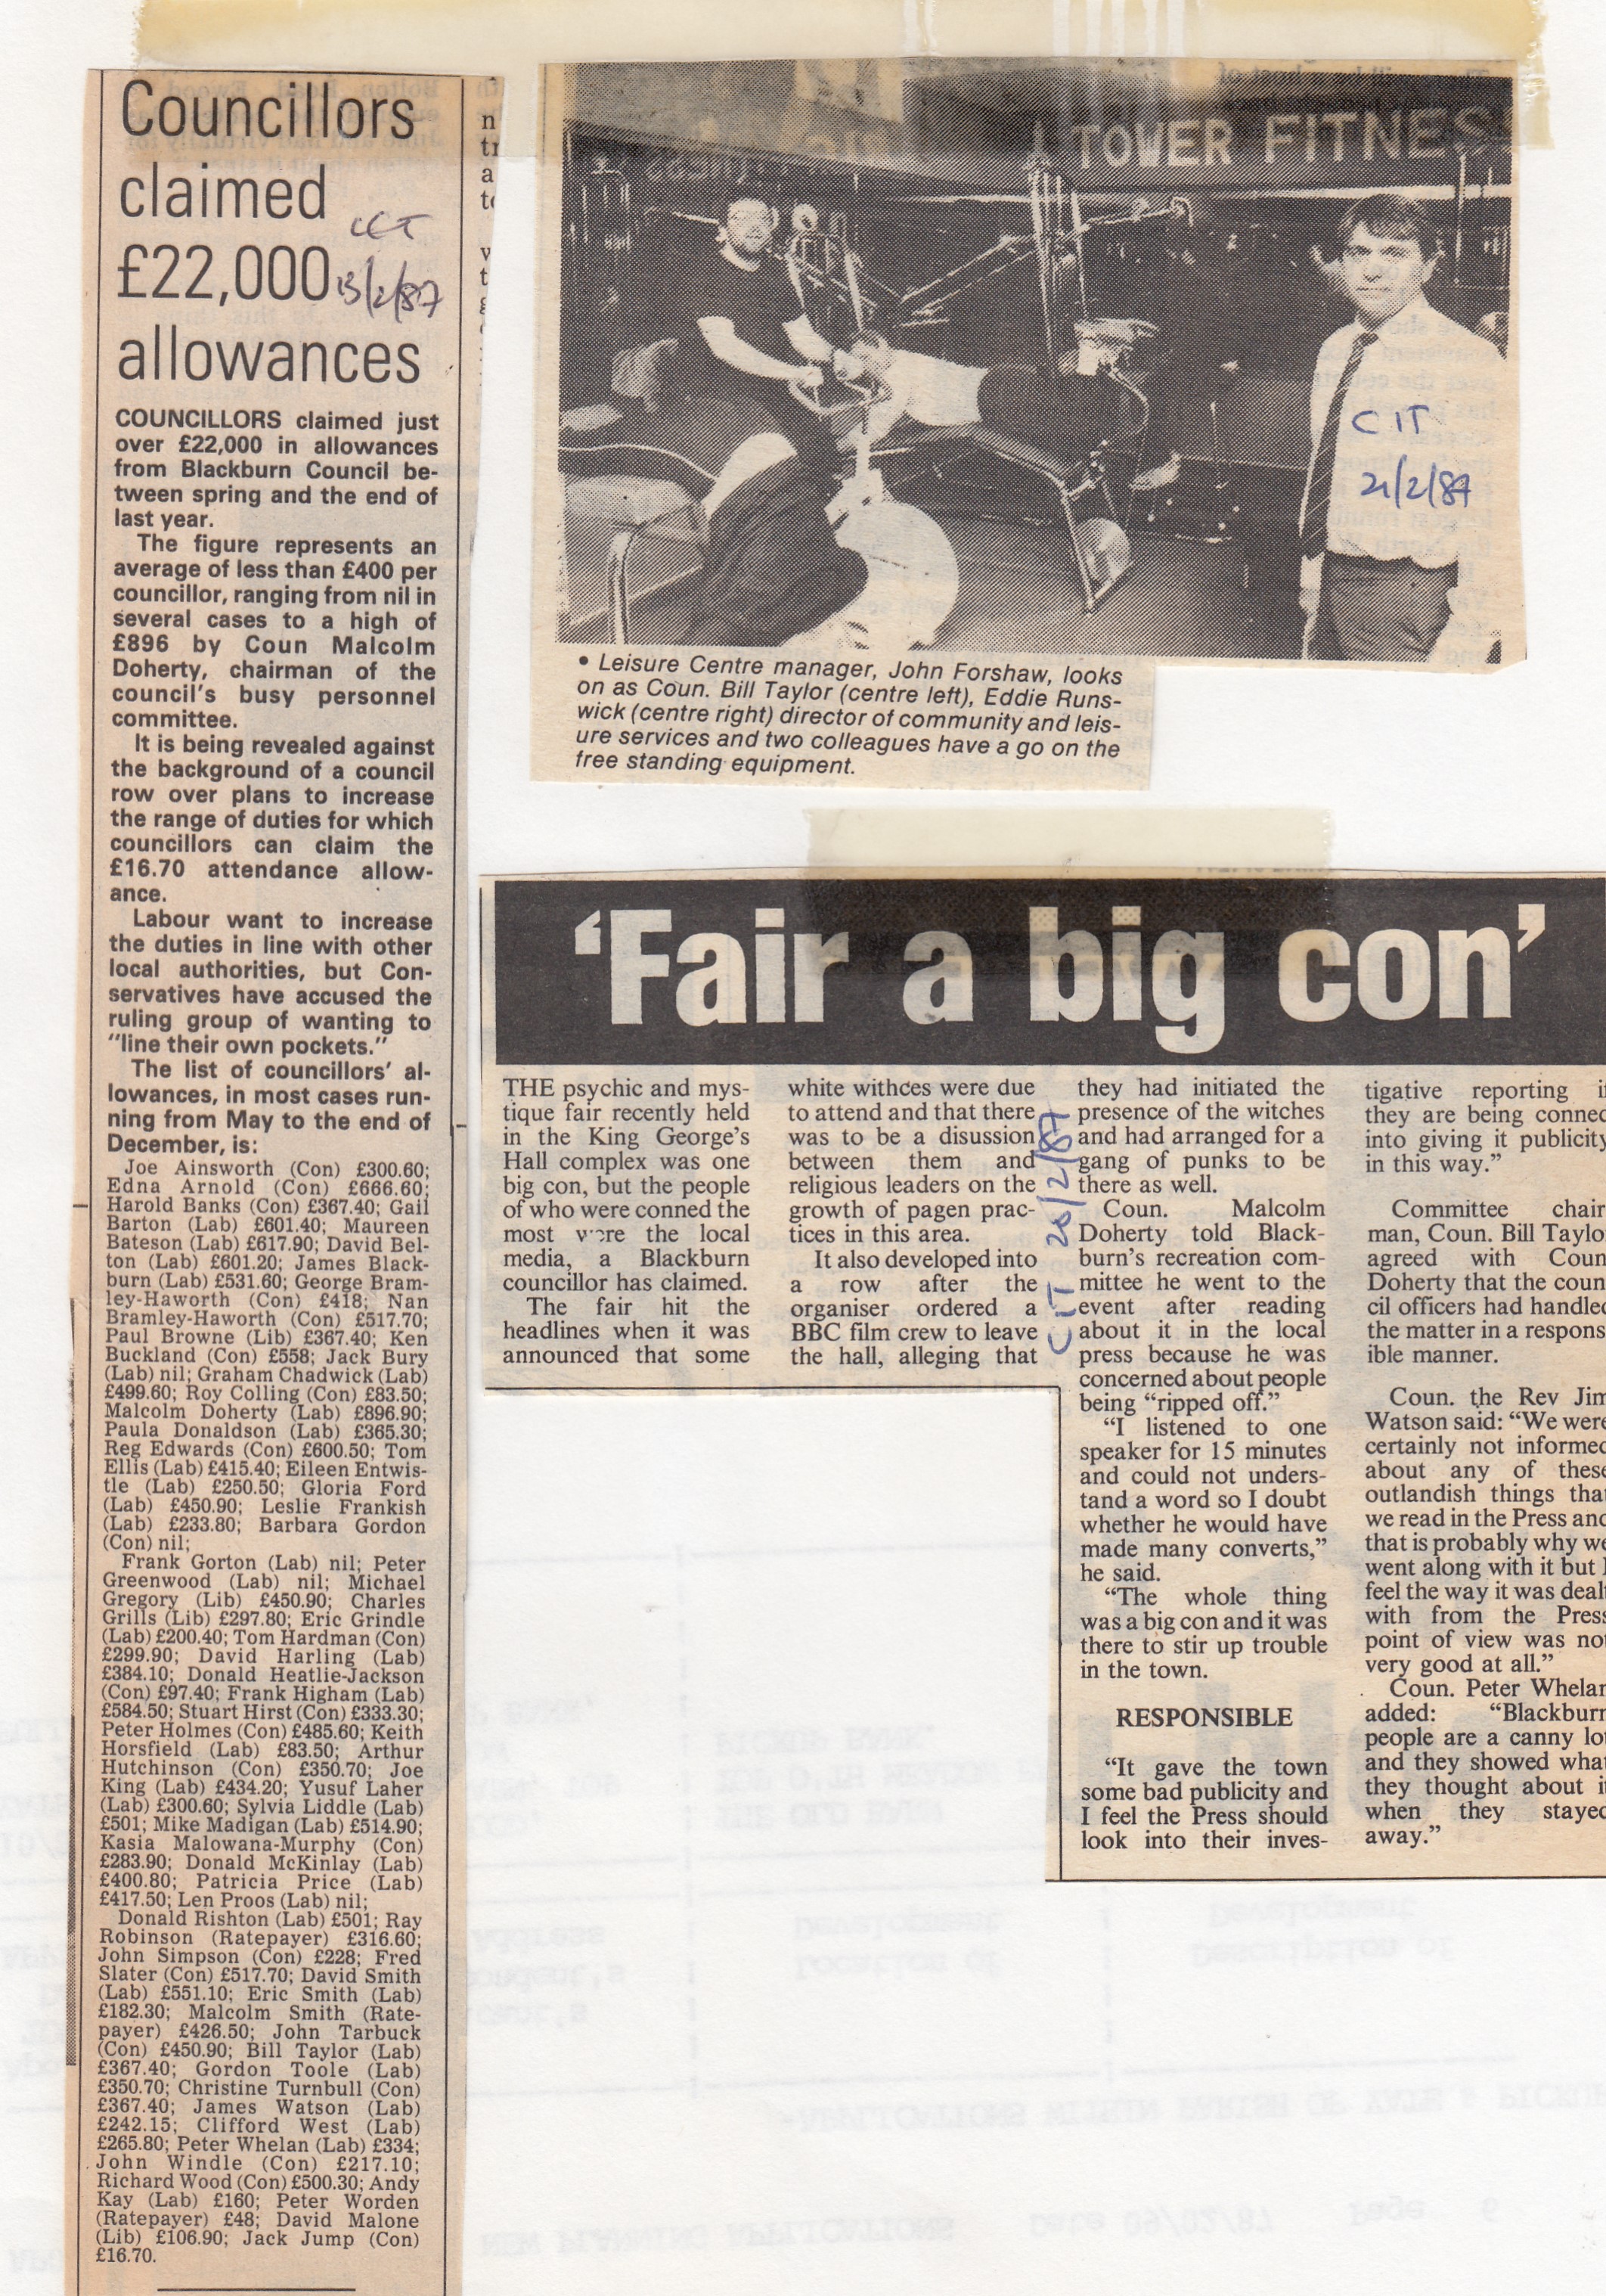 Councillors
claimed
£22,000
allowances
LET
13/2/87
COUNCILLORS claimed just
over £22,000 in allowances
from Blackburn Council be-
tween spring and the end of
last year.
The figure represents an
average of less than £400 per
councillor, ranging from nil in
several cases to a high of
£896 by Coun Malcolm
Doherty, chairman of the
council's busy personnel
committee.
It is being revealed against
the background of a council
row over plans to increase
the range of duties for which
councillors can claim the
£16.70 attendance allow-
ance.
Labour want to increase
the duties in line with other
local authorities, but Con-
servatives have accused the
ruling group of wanting to
"line their own pockets."
The list of councillors' al-
lowances, in most cases run-
ning from May to the end of
December, is:
Joe Ainsworth (Con) £300.60;
Edna Arnold (Con) £666.60;
Harold Banks (Con) £367.40; Gail
Barton (Lab) £601.40; Maureen
Bateson (Lab) £617.90; David Bel-
ton (Lab) £601.20; James Black-
burn (Lab) £531.60; George Bram-
ley-Haworth (Con) £418; Nan
Bramley-Haworth (Con) £517.70;
Paul Browne (Lib) £367.40; Ken
Buckland (Con) £558; Jack Bury
(Lab) nil; Graham Chadwick (Lab)
£499.60; Roy Colling (Con) £83.50;
Malcolm Doherty (Lab) £896.90;
Paula Donaldson (Lab) £365.30;
Reg Edwards (Con) £600.50; Tom
Ellis (Lab) £415.40; Eileen Entwis-
tle (Lab) £250.50; Gloria Ford
(Lab) £450.90; Leslie Frankish
(Lab) £233.80; Barbara Gordon
(Con) nil;
Frank Gorton (Lab) nil; Peter
Greenwood (Lab) nil; Michael
Gregory (Lib) £450.90; Charles
Grills (Lib) £297.80; Eric Grindle
(Lab) £200.40; Tom Hardman (Con)
£299.90; David Harling (Lab)
£384.10; Donald Heatlie-Jackson
(Con) £97.40; Frank Higham (Lab)
£584.50; Stuart Hirst (Con) £333.30;
Peter Holmes (Con) £485.60; Keith
Horsfield (Lab) £83.50; Arthur
Hutchinson (Con) £350.70; Joe
King (Lab) £434.20; Yusuf Laher
(Lab) £300.60; Sylvia Liddle (Lab)
£501; Mike Madigan (Lab) £514.90;
Kasia Malowana-Murphy (Con)
£283.90; Donald McKinlay (Lab)
£400.80; Patricia Price (Lab)
£417.50; Len Proos (Lab) nil;
Donald Rishton (Lab) £501; Ray
Robinson (Ratepayer) £316.60;
John Simpson (Con) £228; Fred
Slater (Con) £517.70; David Smith
(Lab) £551.10; Eric Smith (Lab)
£182.30; Malcolm Smith (Rate-
payer) £426.50; John Tarbuck
(Con) £450.90; Bill Taylor (Lab)
£367.40; Gordon Toole (Lab)
£350.70; Christine Turnbull (Con)
£367.40; James Watson (Lab)
£242.15; Clifford West (Lab)
£265.80; Peter Whelan (Lab) £334;
John Windle (Con) £217.10;
Richard Wood (Con) £500.30; Andy
Kay (Lab) £160; Peter Worden
(Ratepayer) £48; David Malone
(Lib) £106.90; Jack Jump (Con)
£16.70.
TOWER FITNES
CIT
21/2/87
• Leisure Centre manager, John Forshaw, looks
on as Coun. Bill Taylor (centre left), Eddie Runs-
wick (centre right) director of community and leis-
ure services and two colleagues have a go on the
free standing equipment.
'Fair a big con'
THE psychic and mys-
tique fair recently held
in the King George's
Hall complex was one
big con, but the people
of who were conned the
most were the local
media, a Blackburn
councillor has claimed.
The fair hit the
headlines when it was
announced that some
white withces were due
to attend and that there
was to be a disussion
between them and
religious leaders on the
growth of pagen prac-
tices in this area.
It also developed into
a row after the
organiser ordered a
BBC film crew to leave
the hall, alleging that
CIT 20/2/87
they had initiated the
presence of the witches
and had arranged for a
gang of punks to be
there as well.
Coun. Malcolm
Doherty told Black-
burn's recreation com-
mittee he went to the
event after reading
about it in the local
press because he was
concerned about people
being "ripped off."
"I listened to one
speaker for 15 minutes
and could not unders-
tand a word so I doubt
whether he would have
made many converts,"
he said.
"The whole thing
was a big con and it was
there to stir up trouble
in the town.
RESPONSIBLE
"It gave the town
some bad publicity and
I feel the Press should
look into their inves-
tigative reporting if
they are being conned
into giving it publicity
in this way."
Committee chair
man, Coun. Bill Taylo
agreed with Coun
Doherty that the coun
cil officers had handled
the matter in a respons
ible manner.
Coun. the Rev Jim
Watson said: "We were
certainly not informed
about any of these
outlandish things that
we read in the Press and
that is probably why we
went along with it but I
feel the way it was dealt
with from the Press
point of view was not
very good at all."
Coun. Peter Whelan
added: "Blackburn
people are a canny lot
and they showed what
they thought about it
when they stayed
away."